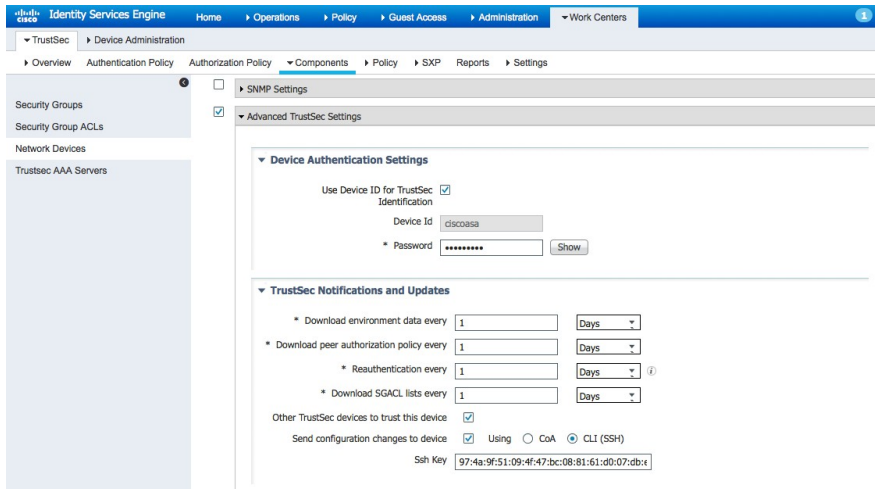 cisco Identity Services Engine Home Operations Policy Guest Access Administration Work Centers 1
TrustSec Device Administration
Overview Authentication Policy Authorization Policy Components Policy SXP Reports Settings
Security Groups
Security Group ACLs
Network Devices
Trustsec AAA Servers
SNMP Settings
Advanced TrustSec Settings
Device Authentication Settings
Use Device ID for TrustSec
Identification
Device Id ciscoasa
* Password ••••••••• Show
TrustSec Notifications and Updates
* Download environment data every 1 Days
* Download peer authorization policy every 1 Days
* Reauthentication every 1 Days i
* Download SGACL lists every 1 Days
Other TrustSec devices to trust this device
Send configuration changes to device Using CoA CLI (SSH)
Ssh Key 97:4a:9f:51:09:4f:47:bc:08:81:61:d0:07:db:e